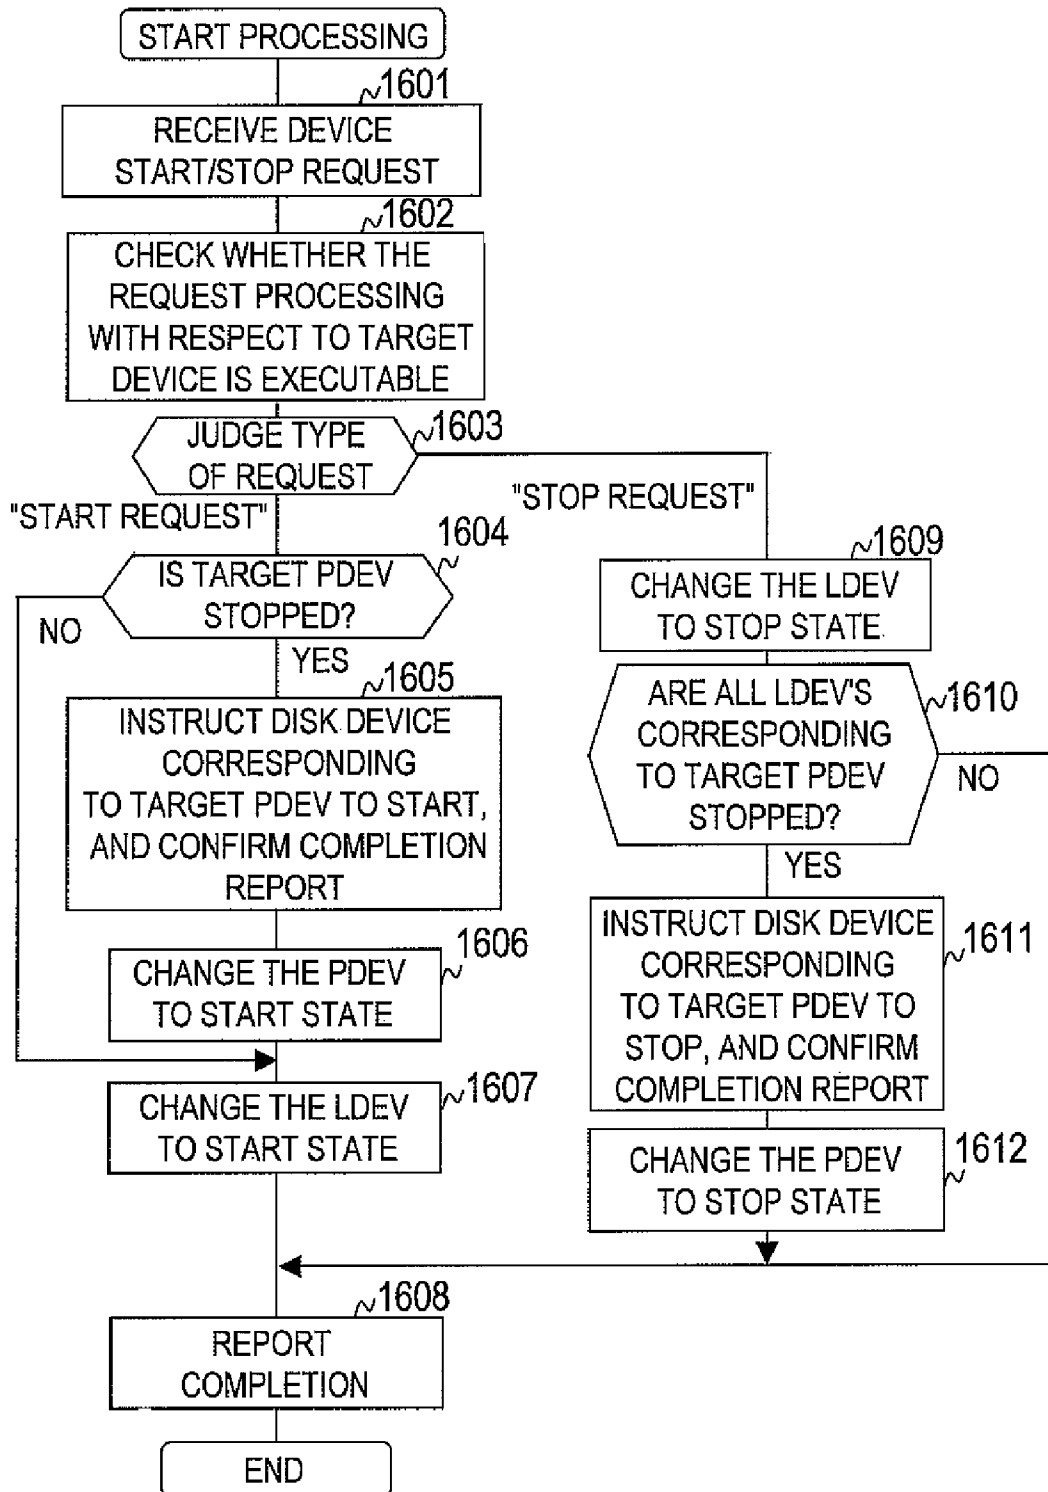 START PROCESSING
1601
RECEIVE DEVICE
START/STOP REQUEST
1602
CHECK WHETHER THE
REQUEST PROCESSING
WITH RESPECT TO TARGET
DEVICE IS EXECUTABLE
1603
JUDGE TYPE
OF REQUEST
"START REQUEST"
"STOP REQUEST"
1604
IS TARGET PDEV
STOPPED?
NO
YES
1605
INSTRUCT DISK DEVICE
CORRESPONDING
TO TARGET PDEV TO START,
AND CONFIRM COMPLETION
REPORT
1606
CHANGE THE PDEV
TO START STATE
1607
CHANGE THE LDEV
TO START STATE
1609
CHANGE THE LDEV
TO STOP STATE
1610
ARE ALL LDEV'S
CORRESPONDING
TO TARGET PDEV
STOPPED?
NO
YES
1611
INSTRUCT DISK DEVICE
CORRESPONDING
TO TARGET PDEV TO
STOP, AND CONFIRM
COMPLETION REPORT
1612
CHANGE THE PDEV
TO STOP STATE
1608
REPORT
COMPLETION
END